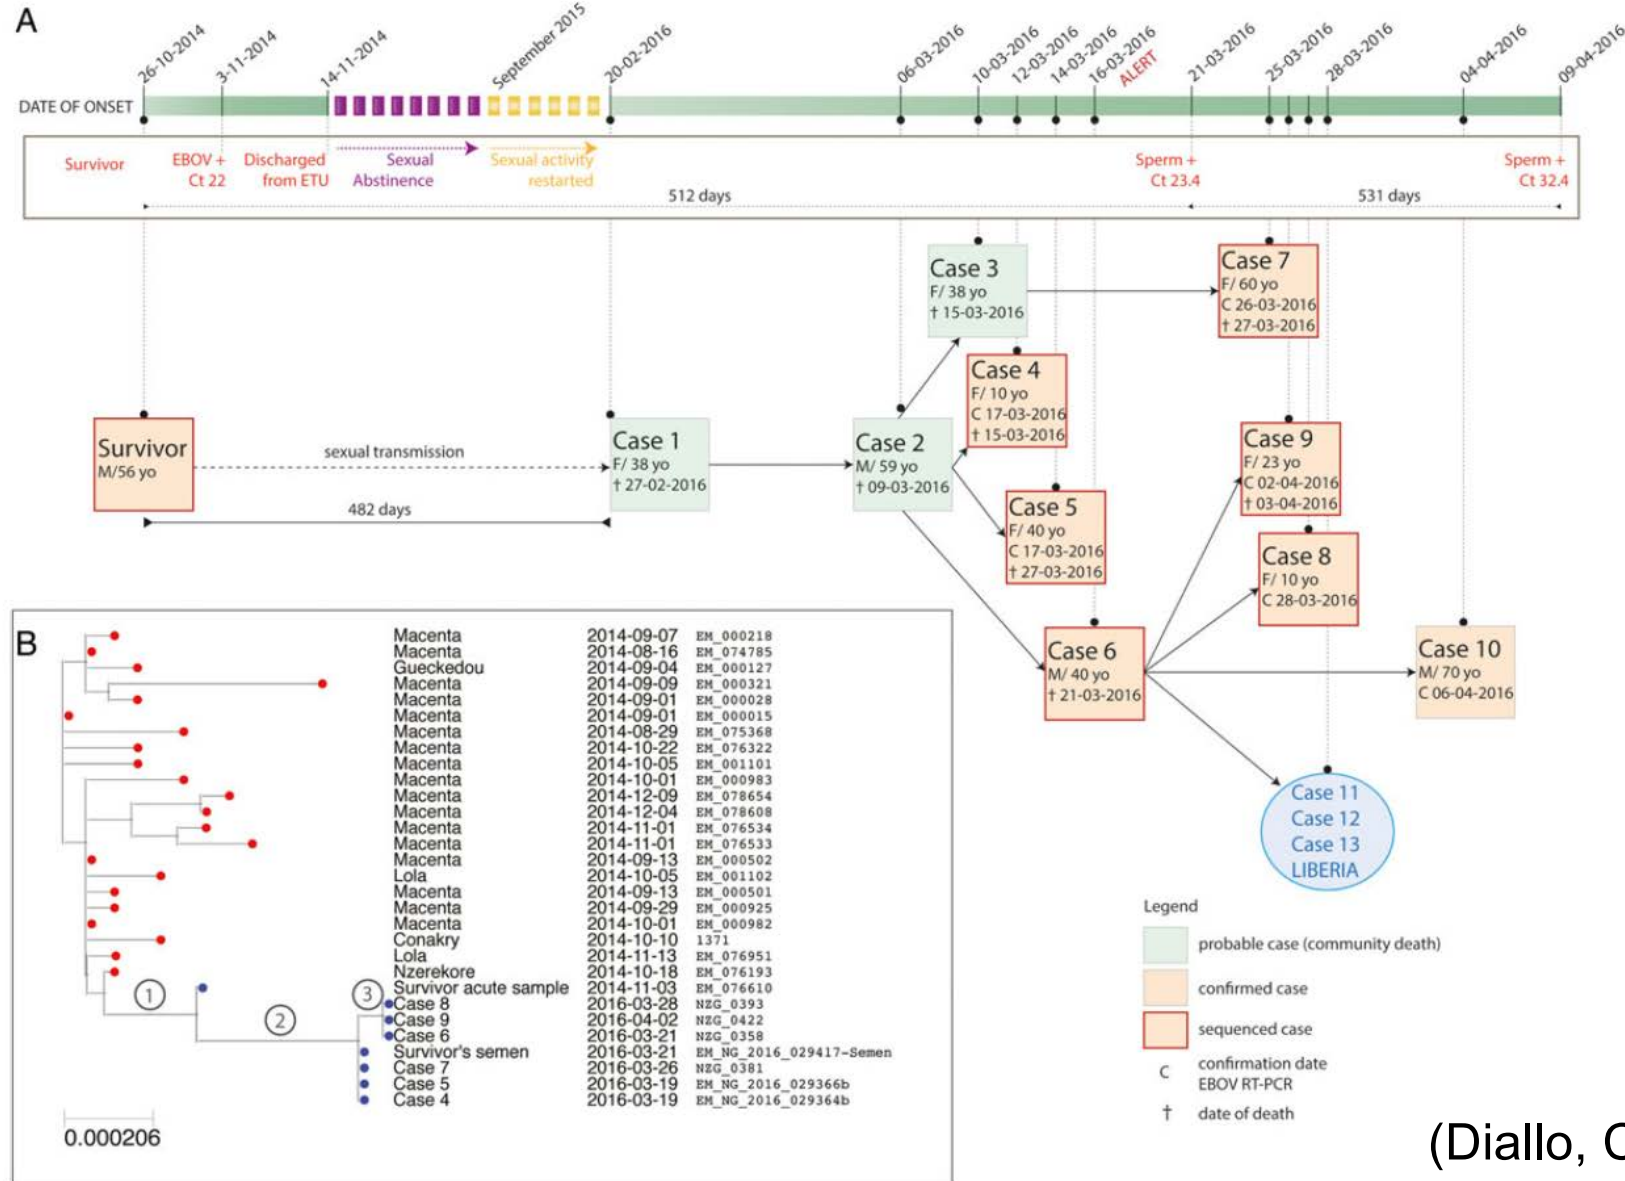 A
26-10-2014
3-11-2014
14-11-2014
September 2015
20-02-2016
06-03-2016
10-03-2016
12-03-2016
14-03-2016
16-03-2016
ALERT
21-03-2016
25-03-2016
28-03-2016
04-04-2016
09-04-2016
DATE OF ONSET
Survivor
EBOV +
Ct 22
Discharged
from ETU
Sexual
Abstinence
Sexual activity
restarted
Sperm +
Ct 23.4
Sperm +
Ct 32.4
512 days
531 days
Case 3
F/ 38 yo
† 15-03-2016
Case 7
F/ 60 yo
C 26-03-2016
† 27-03-2016
Case 4
F/ 10 yo
C 17-03-2016
† 15-03-2016
Survivor
M/56 yo
sexual transmission
482 days
Case 1
F/ 38 yo
† 27-02-2016
Case 2
M/ 59 yo
† 09-03-2016
Case 5
F/ 40 yo
C 17-03-2016
† 27-03-2016
Case 9
F/ 23 yo
C 02-04-2016
† 03-04-2016
Case 8
F/ 10 yo
C 28-03-2016
Case 6
M/ 40 yo
† 21-03-2016
Case 10
M/ 70 yo
C 06-04-2016
Case 11
Case 12
Case 13
LIBERIA
Legend
probable case (community death)
confirmed case
sequenced case
C confirmation date
EBOV RT-PCR
† date of death
B
Macenta 2014-09-07 EM_000218
Macenta 2014-08-16 EM_074785
Gueckedou 2014-09-04 EM_000127
Macenta 2014-09-09 EM_000321
Macenta 2014-09-01 EM_000028
Macenta 2014-09-01 EM_000015
Macenta 2014-08-29 EM_075368
Macenta 2014-10-22 EM_076322
Macenta 2014-10-05 EM_001101
Macenta 2014-10-01 EM_000983
Macenta 2014-12-09 EM_078654
Macenta 2014-12-04 EM_078608
Macenta 2014-11-01 EM_076534
Macenta 2014-11-01 EM_076533
Macenta 2014-09-13 EM_000502
Lola 2014-10-05 EM_001102
Macenta 2014-09-13 EM_000501
Macenta 2014-09-29 EM_000925
Macenta 2014-10-01 EM_000982
Conakry 2014-10-10 1371
Lola 2014-11-13 EM_076951
Nzerekore 2014-10-18 EM_076193
Survivor acute sample 2014-11-03 EM_076610
Case 8 2016-03-28 NZG_0393
Case 9 2016-04-02 NZG_0422
Case 6 2016-03-21 NZG_0358
Survivor's semen 2016-03-21 EM_NG_2016_029417-Semen
Case 7 2016-03-26 NZG_0381
Case 5 2016-03-19 EM_NG_2016_029366b
Case 4 2016-03-19 EM_NG_2016_029364b
1
2
3
0.000206
(Diallo,